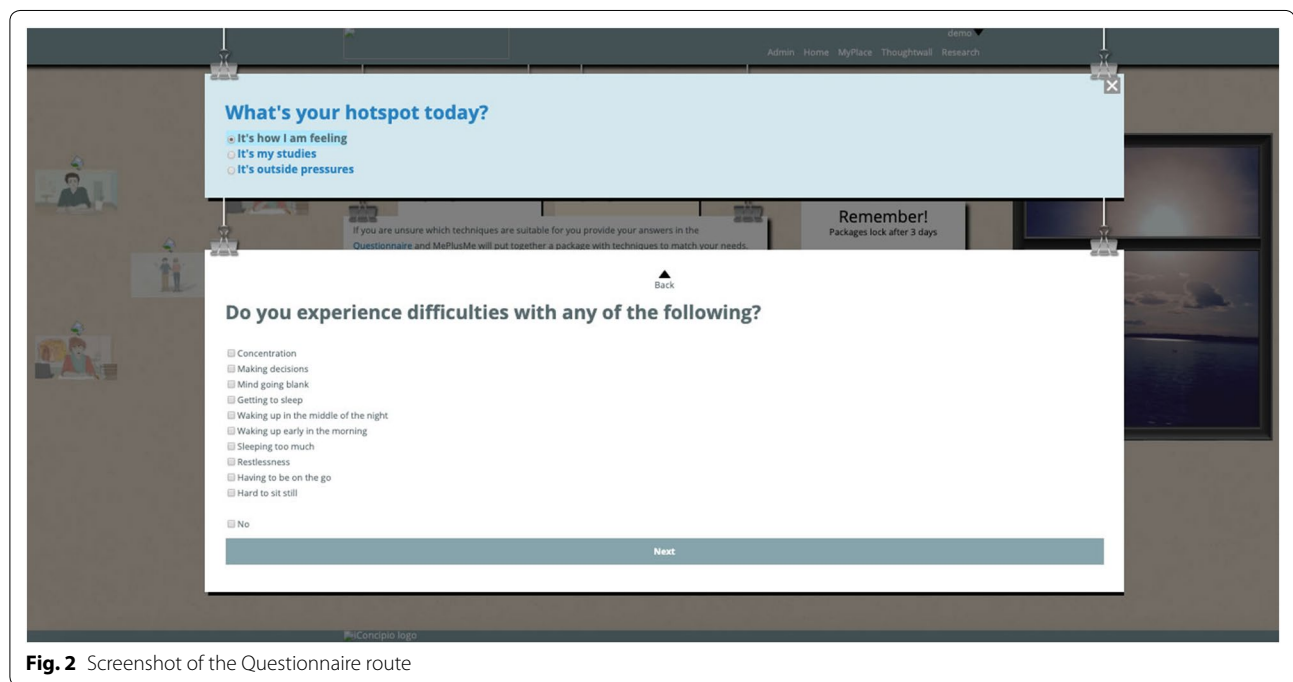 demo
Admin Home MyPlace Thoughtwall Research
What's your hotspot today?
It's how I am feeling
It's my studies
It's outside pressures
If you are unsure which techniques are suitable for you provide your answers in the
Questionnaire and MePlusMe will put together a package with techniques to match your needs.
Remember!
Packages lock after 3 days
Back
Do you experience difficulties with any of the following?
Concentration
Making decisions
Mind going blank
Getting to sleep
Waking up in the middle of the night
Waking up early in the morning
Sleeping too much
Restlessness
Having to be on the go
Hard to sit still
No
Next
iConcipio logo
Fig. 2 Screenshot of the Questionnaire route